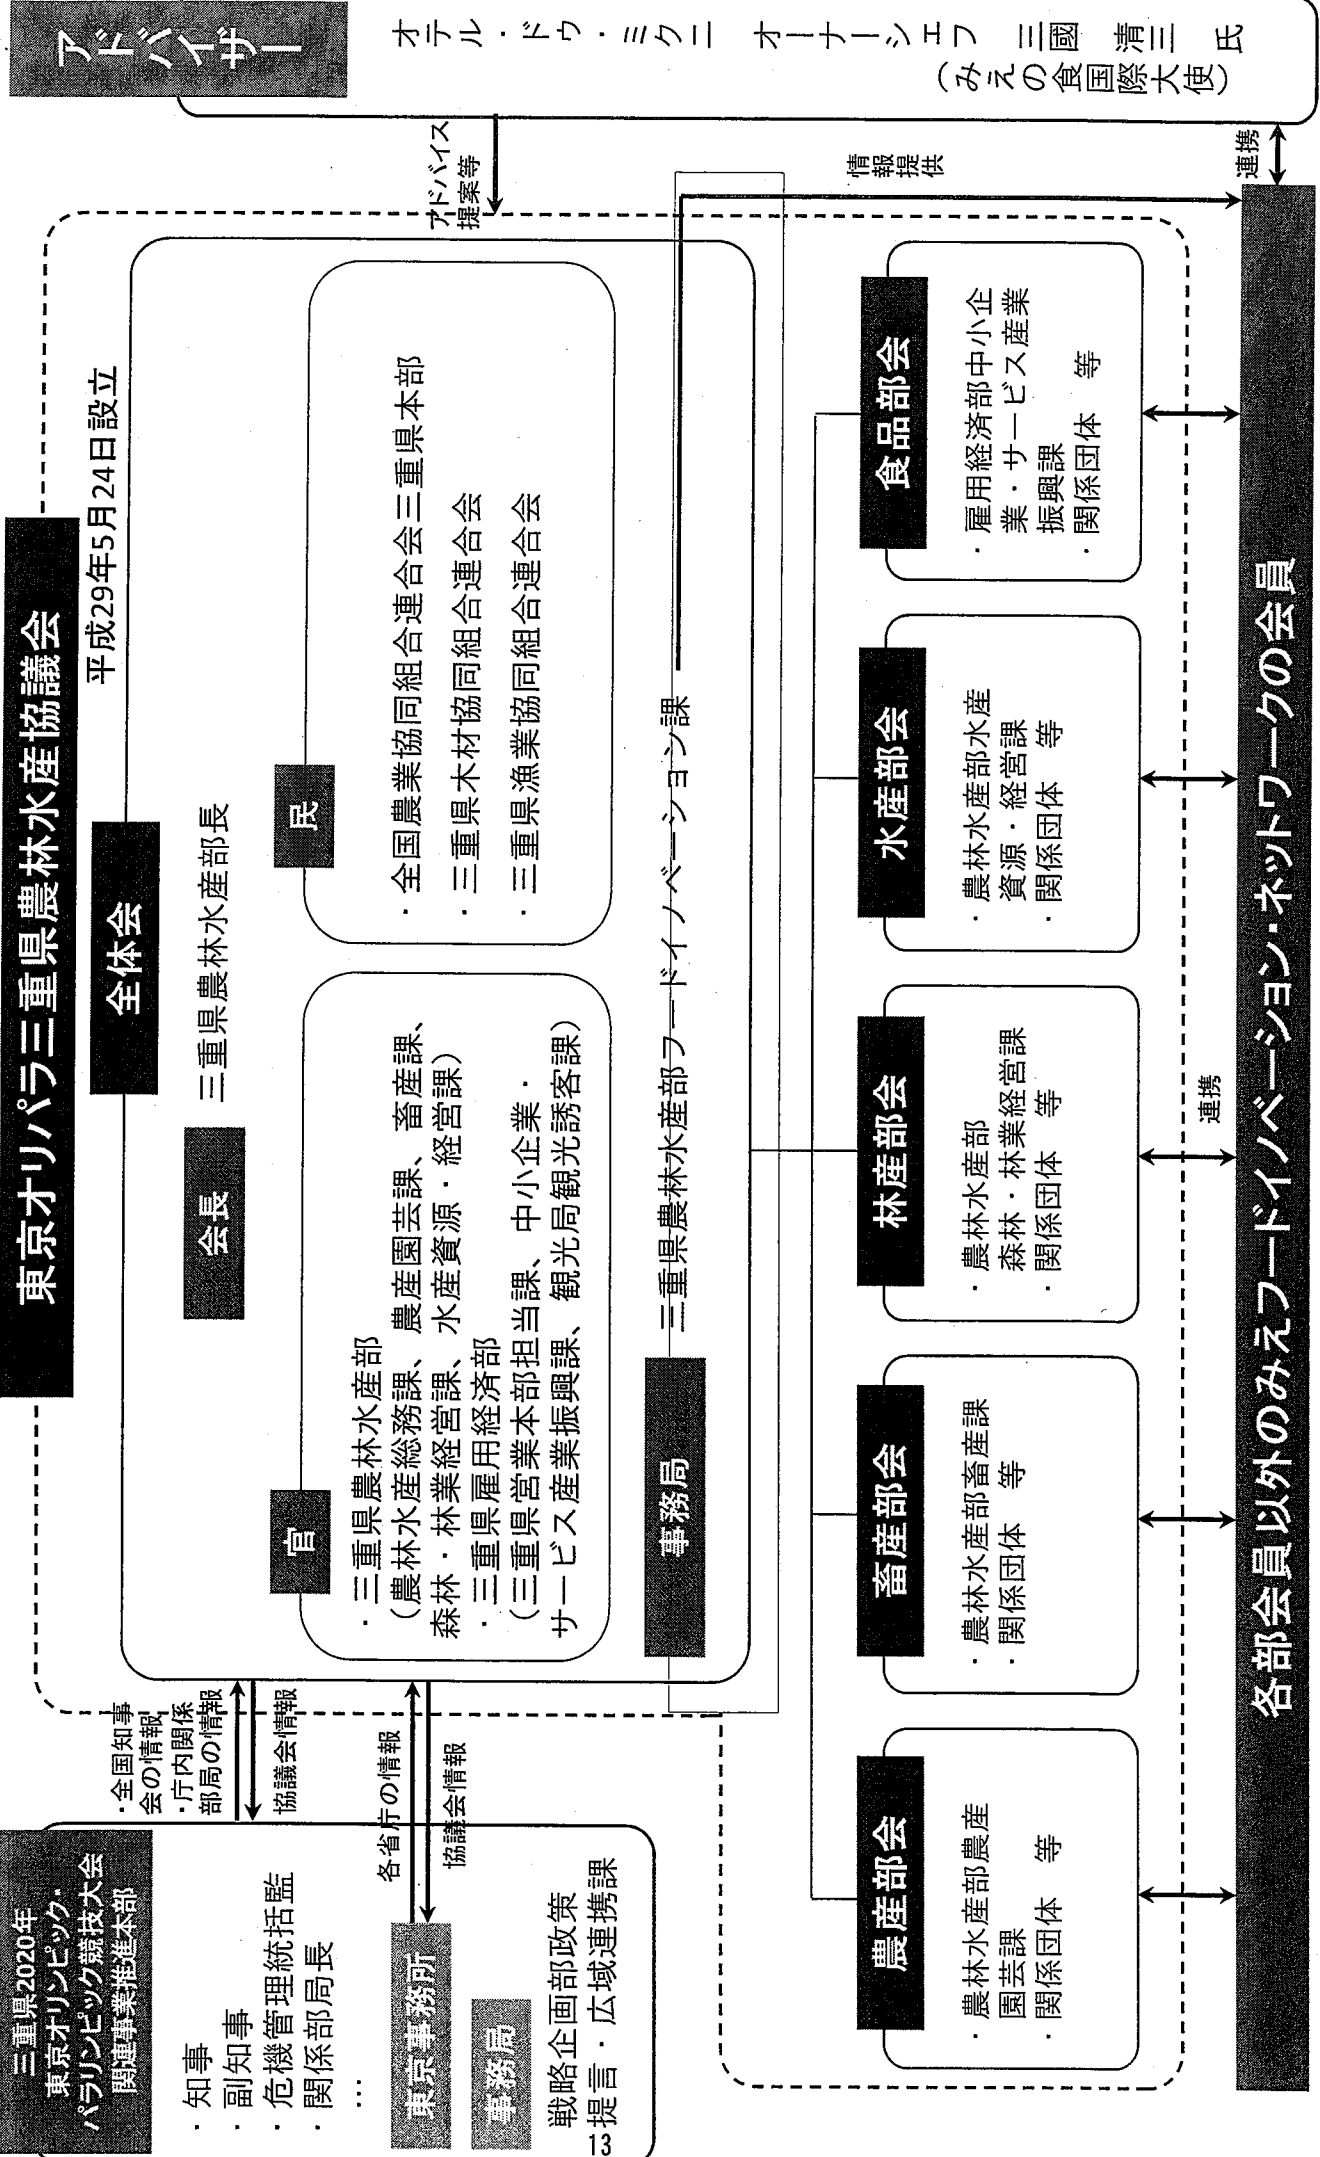 東京オリパラ三重県農林水産協議会
平成29年5月24日設立
三重県2020年
東京オリンピック・
パラリンピック競技大会
関連事業推進本部
・知事
・副知事
・危機管理統括監
・関係部局長
…
東京事務所
事務局
戦略企画部政策
提言・広域連携課
・全国知事
会の情報
・庁内関係
部局の情報
協議会情報
各省庁の情報
協議会情報
全体会
会長
三重県農林水産部長
官
・三重県農林水産部
（農林水産総務課、農産園芸課、畜産課、
森林・林業経営課、水産資源・経営課）
・三重県雇用経済部
（三重県営業本部担当課、中小企業・
サービス産業振興課、観光局観光誘客課）
民
・全国農業協同組合連合会三重県本部
・三重県木材協同組合連合会
・三重県漁業協同組合連合会
事務局
三重県農林水産部フードイノベーション課
アドバイザー
オテル・ドゥ・ミクニ　オーナーシェフ　三國　清三　氏
（みえの食国際大使）
アドバイス
提案等
情報
提供
連携
農産部会
・農林水産部農産
園芸課
・関係団体　等
畜産部会
・農林水産部畜産課
・関係団体　等
林産部会
・農林水産部
森林・林業経営課
・関係団体　等
水産部会
・農林水産部水産
資源・経営課
・関係団体　等
食品部会
・雇用経済部中小企
業・サービス産業
振興課
・関係団体　等
連携
各部会員以外のみえフードイノベーション・ネットワークの会員
13